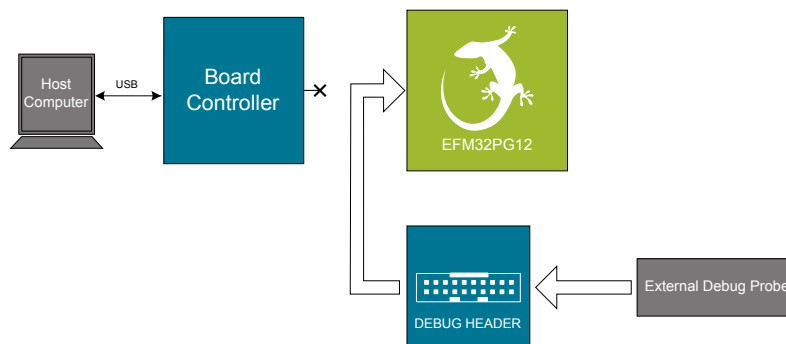 Host
Computer
USB
Board
Controller
EFM32PG12
DEBUG HEADER
External Debug Probe